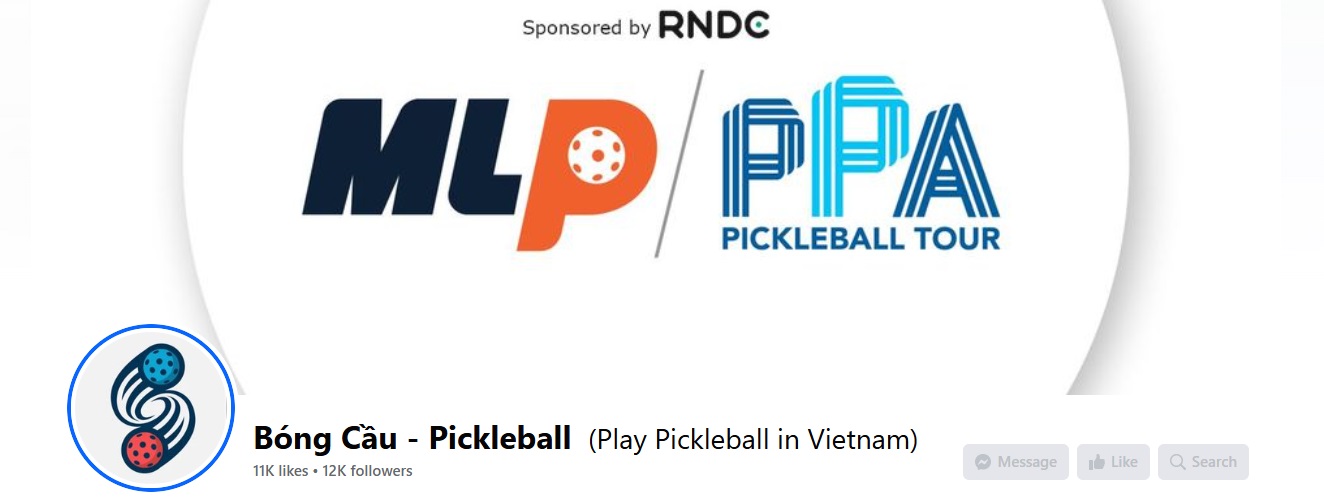 Sponsored by RNDC
MLP
PPA
PICKLEBALL TOUR
Bóng Cầu - Pickleball (Play Pickleball in Vietnam)
11K likes • 12K followers
Message Like Search